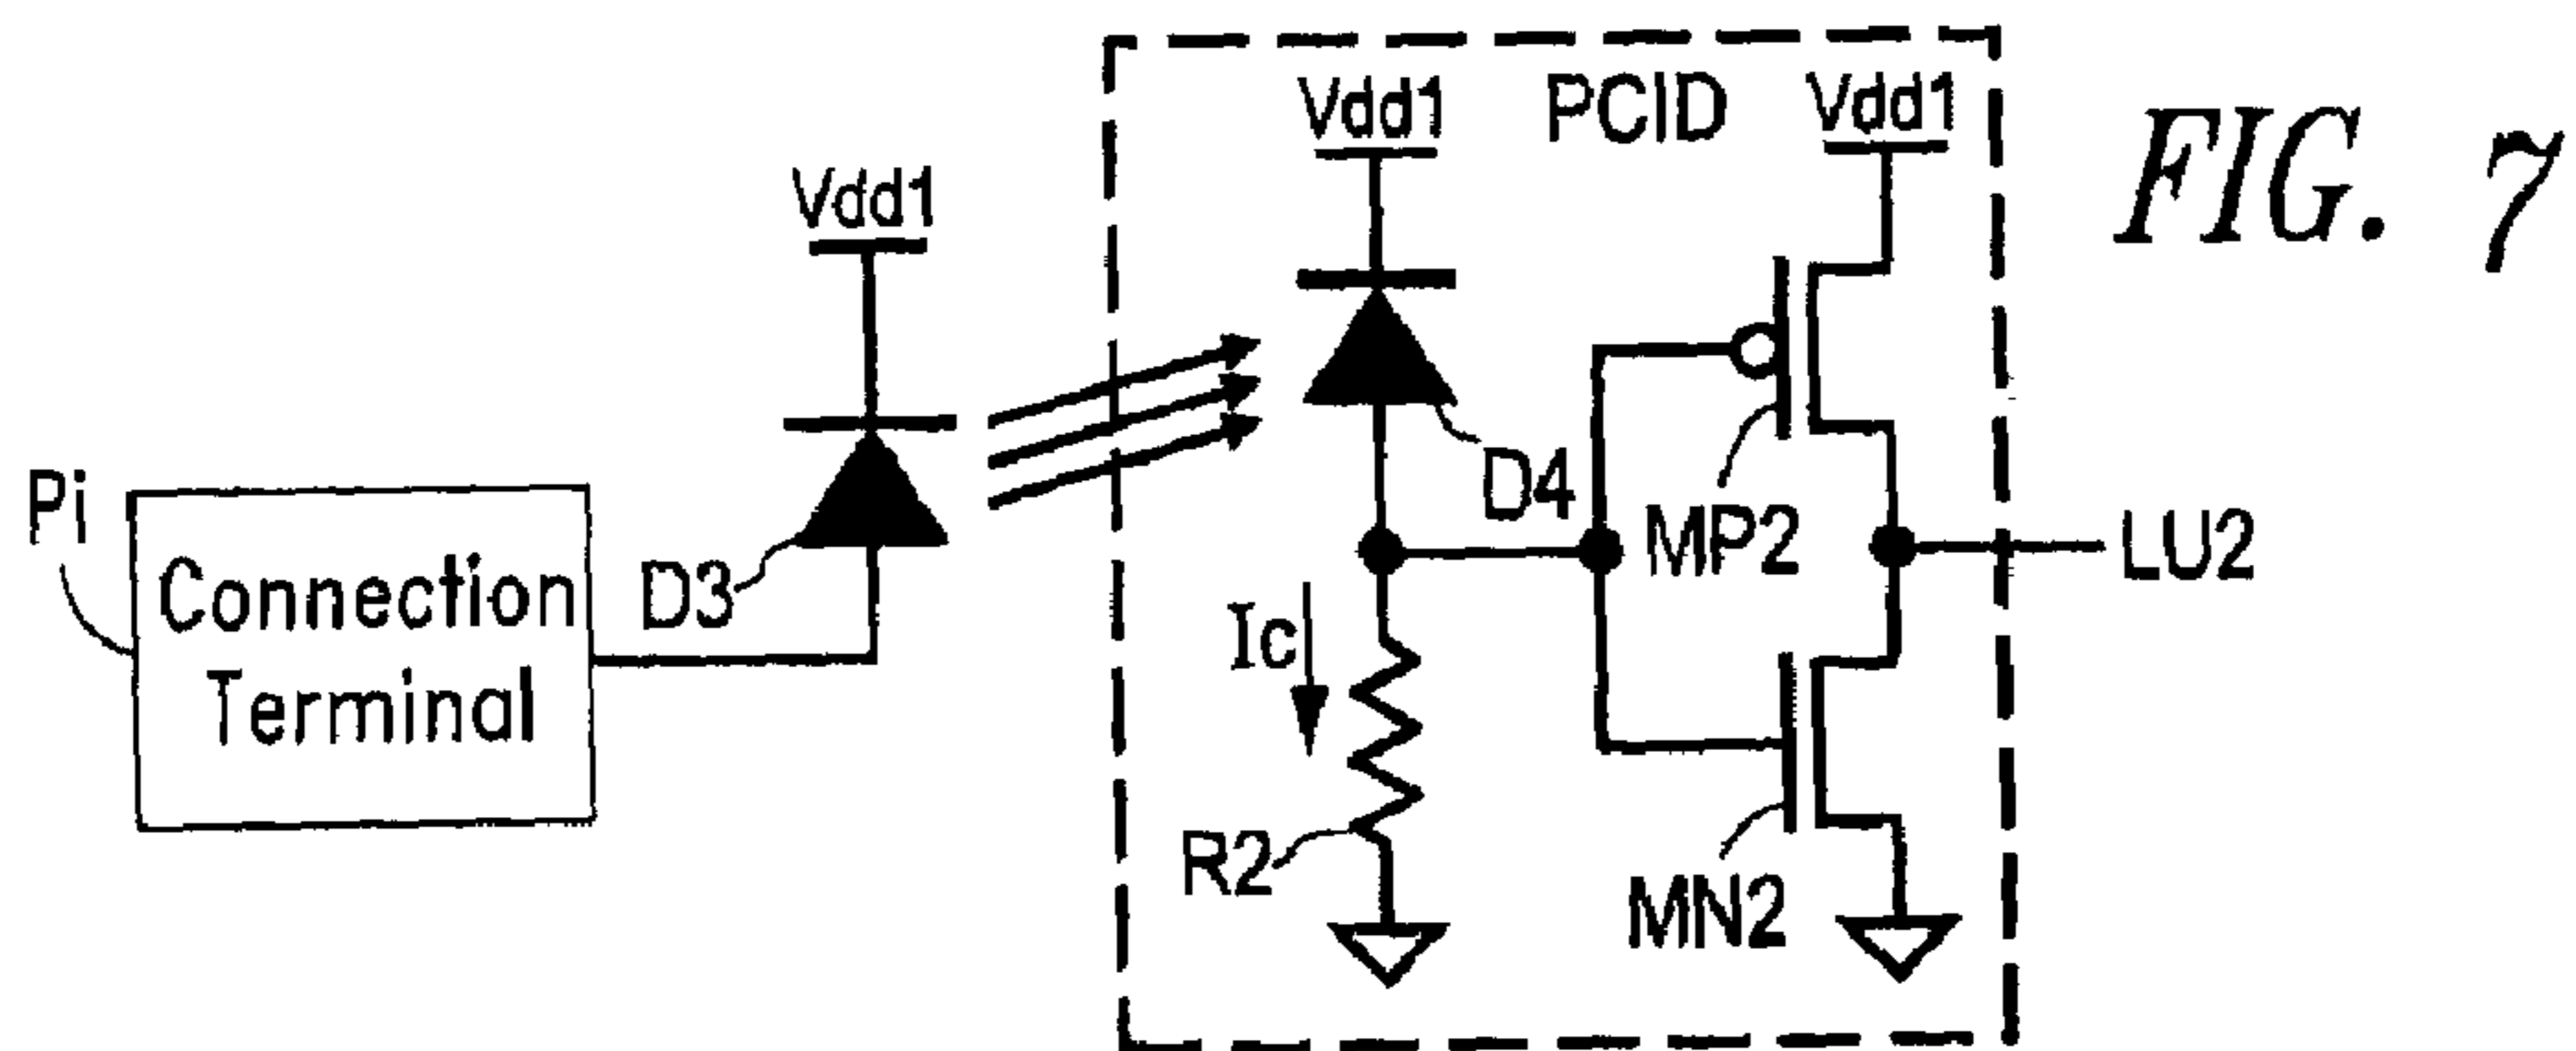 Vdd1
PCID
Vdd1
FIG. 7
Vdd1
Pi
Connection
Terminal
D3
D4
MP2
LU2
Ic
R2
MN2